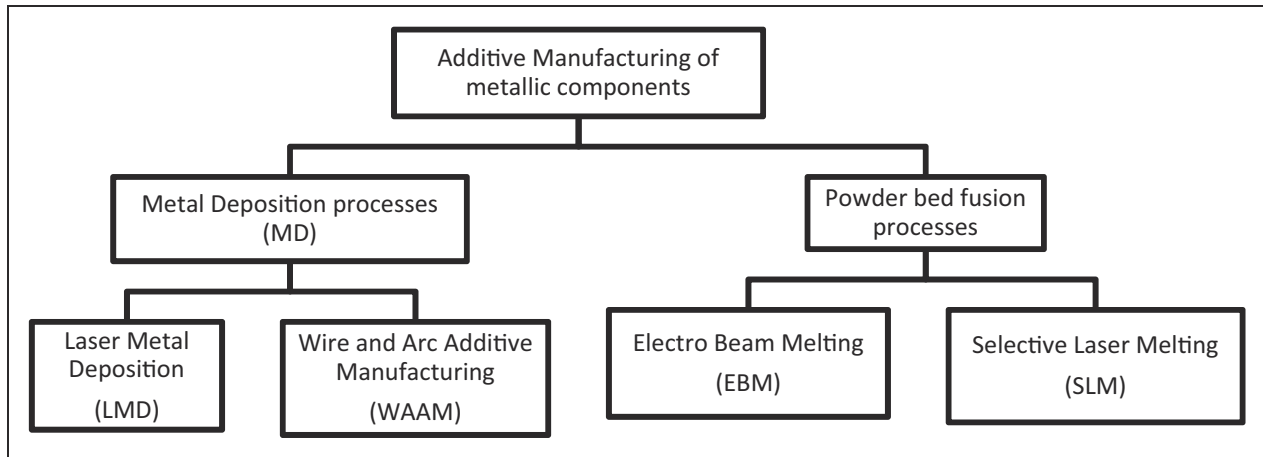 Additive Manufacturing of
metallic components
Metal Deposition processes
(MD)
Powder bed fusion
processes
Laser Metal
Deposition
(LMD)
Wire and Arc Additive
Manufacturing
(WAAM)
Electro Beam Melting
(EBM)
Selective Laser Melting
(SLM)